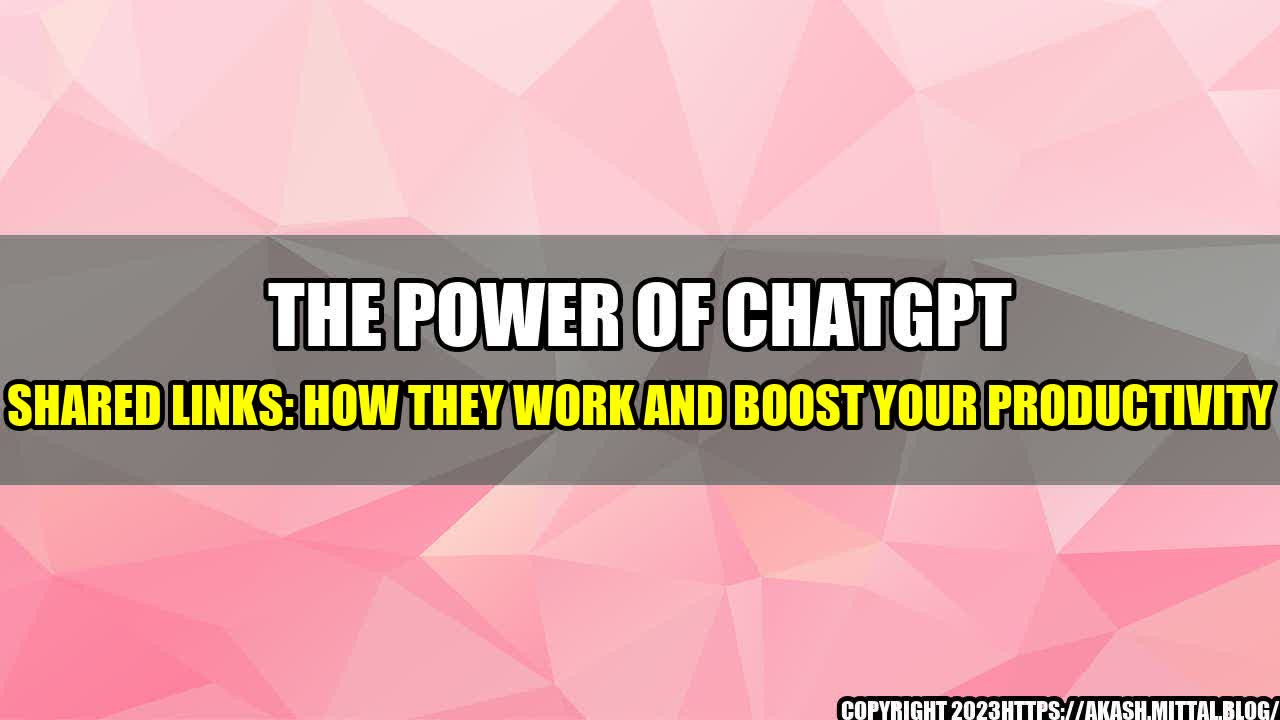 THE POWER OF CHATGPT
SHARED LINKS: HOW THEY WORK AND BOOST YOUR PRODUCTIVITY
COPYRIGHT 2023HTTPS://AKASH.MITTAL.BLOG/